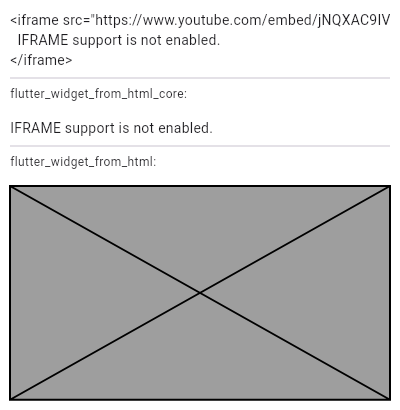 <iframe src="https://www.youtube.com/embed/jNQXAC9IV
IFRAME support is not enabled.
</iframe>
flutter_widget_from_html_core:
IFRAME support is not enabled.
flutter_widget_from_html: